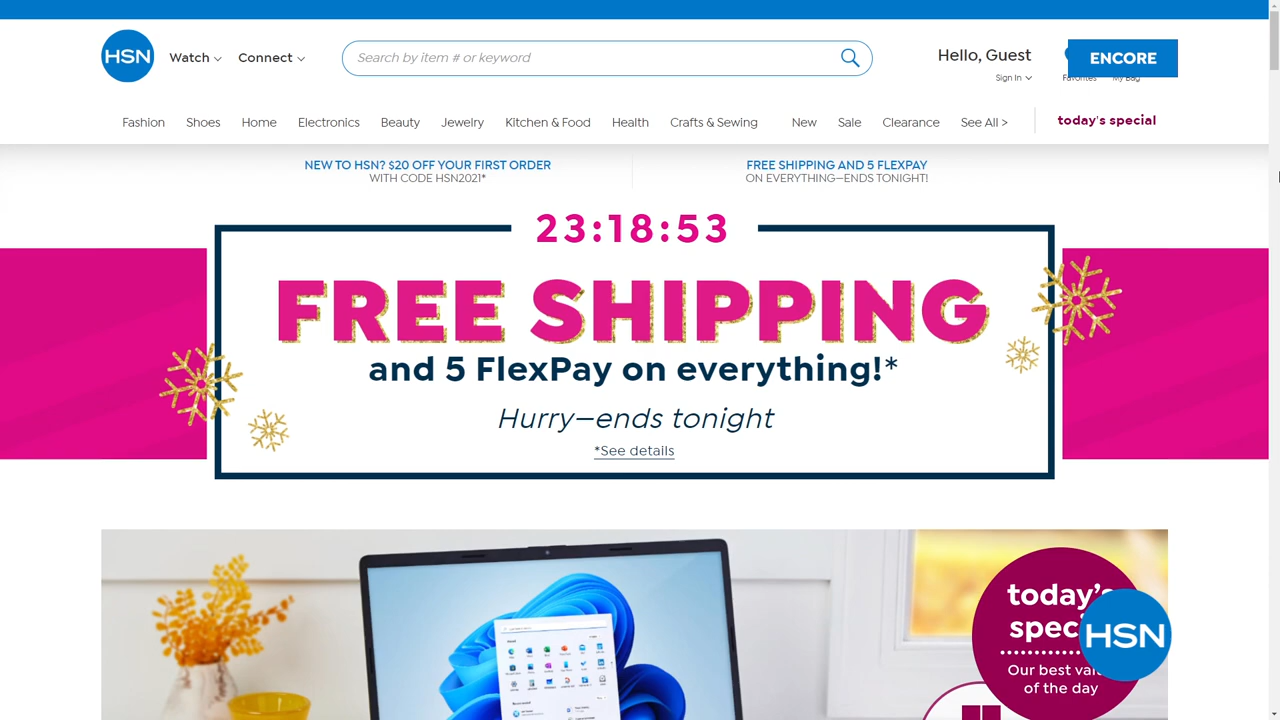 HSN
Watch
Connect
Search by item # or keyword
Hello, Guest
Sign In
Favorites
My Bag
ENCORE
Fashion
Shoes
Home
Electronics
Beauty
Jewelry
Kitchen & Food
Health
Crafts & Sewing
New
Sale
Clearance
See All >
today's special
NEW TO HSN? $20 OFF YOUR FIRST ORDER
WITH CODE HSN2021*
FREE SHIPPING AND 5 FLEXPAY
ON EVERYTHING—ENDS TONIGHT!
23:18:53
FREE SHIPPING
and 5 FlexPay on everything!*
Hurry—ends tonight
*See details
today's
HSN
Our best
of the day